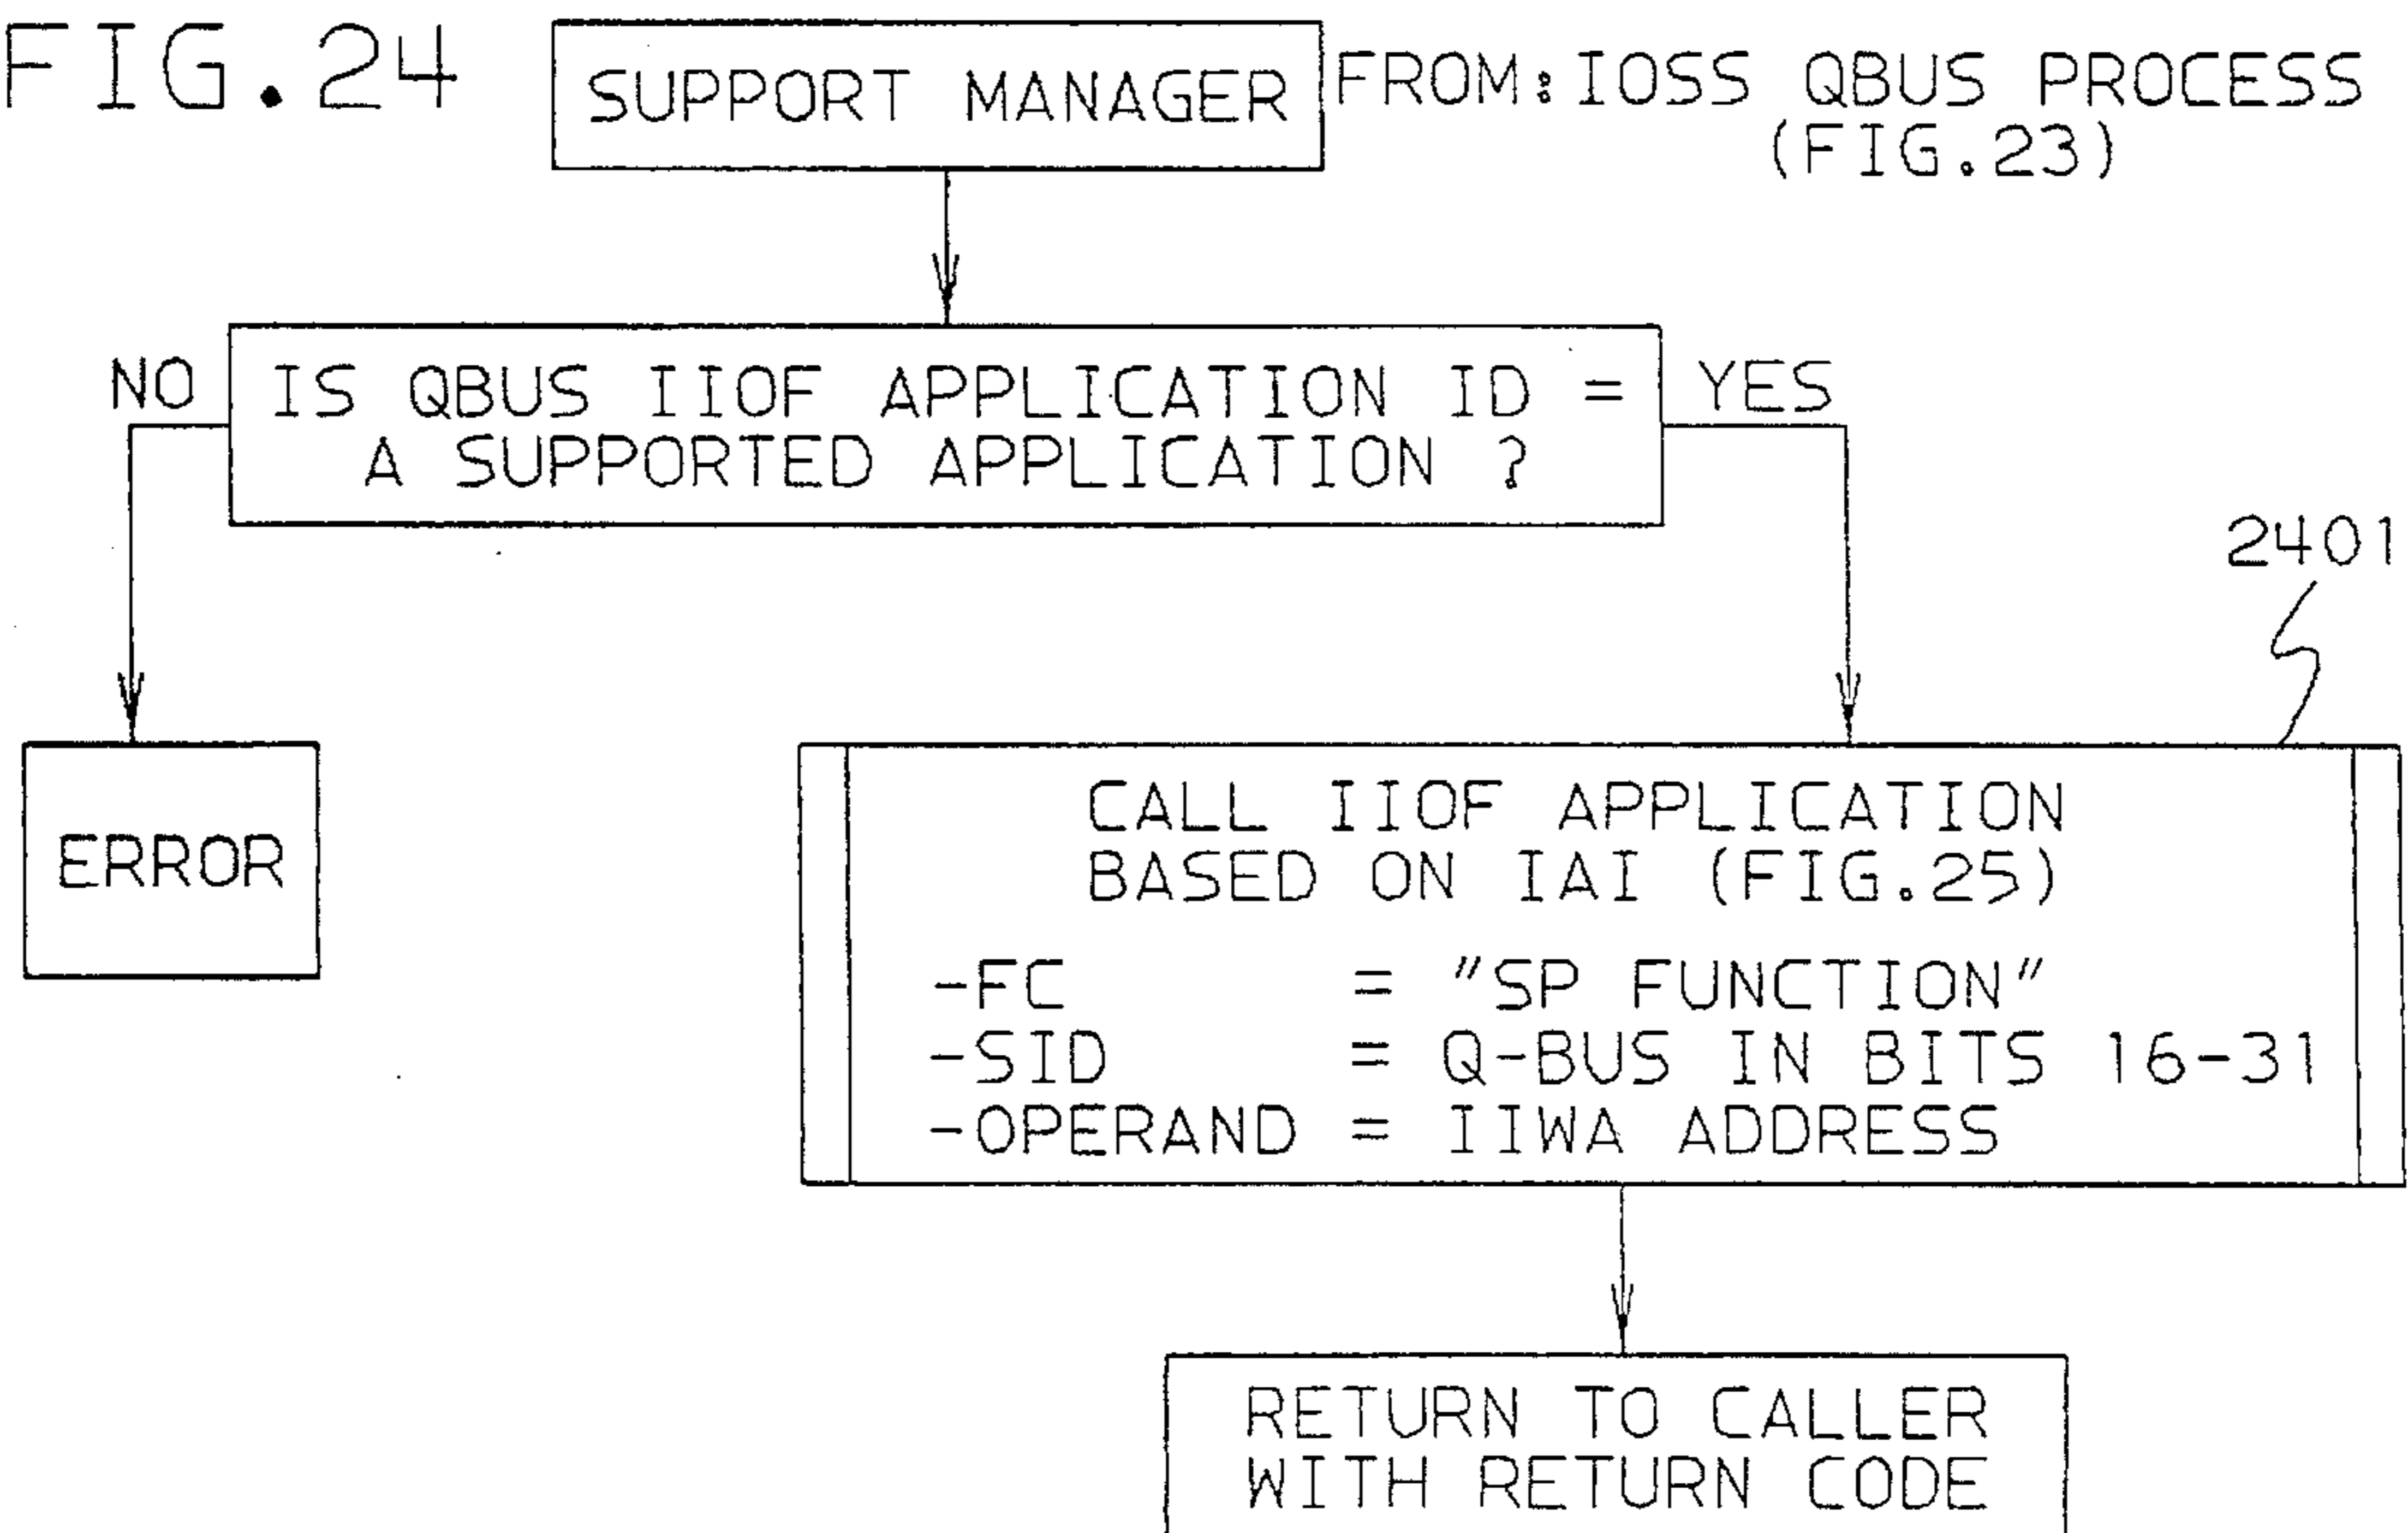 FIG.24
SUPPORT MANAGER
FROM:IOSS QBUS PROCESS
(FIG.23)
NO
IS QBUS IIOF APPLICATION ID =
A SUPPORTED APPLICATION ?
YES
2401
ERROR
CALL IIOF APPLICATION
BASED ON IAI (FIG.25)
-FC = "SP FUNCTION"
-SID = Q-BUS IN BITS 16-31
-OPERAND = IIWA ADDRESS
RETURN TO CALLER
WITH RETURN CODE